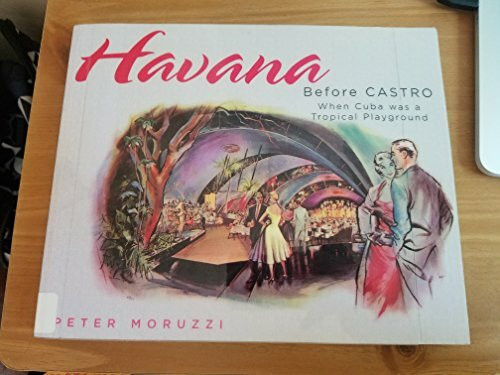 Havana
Before CASTRO
When Cuba was a
Tropical Playground
PETER MORUZZI